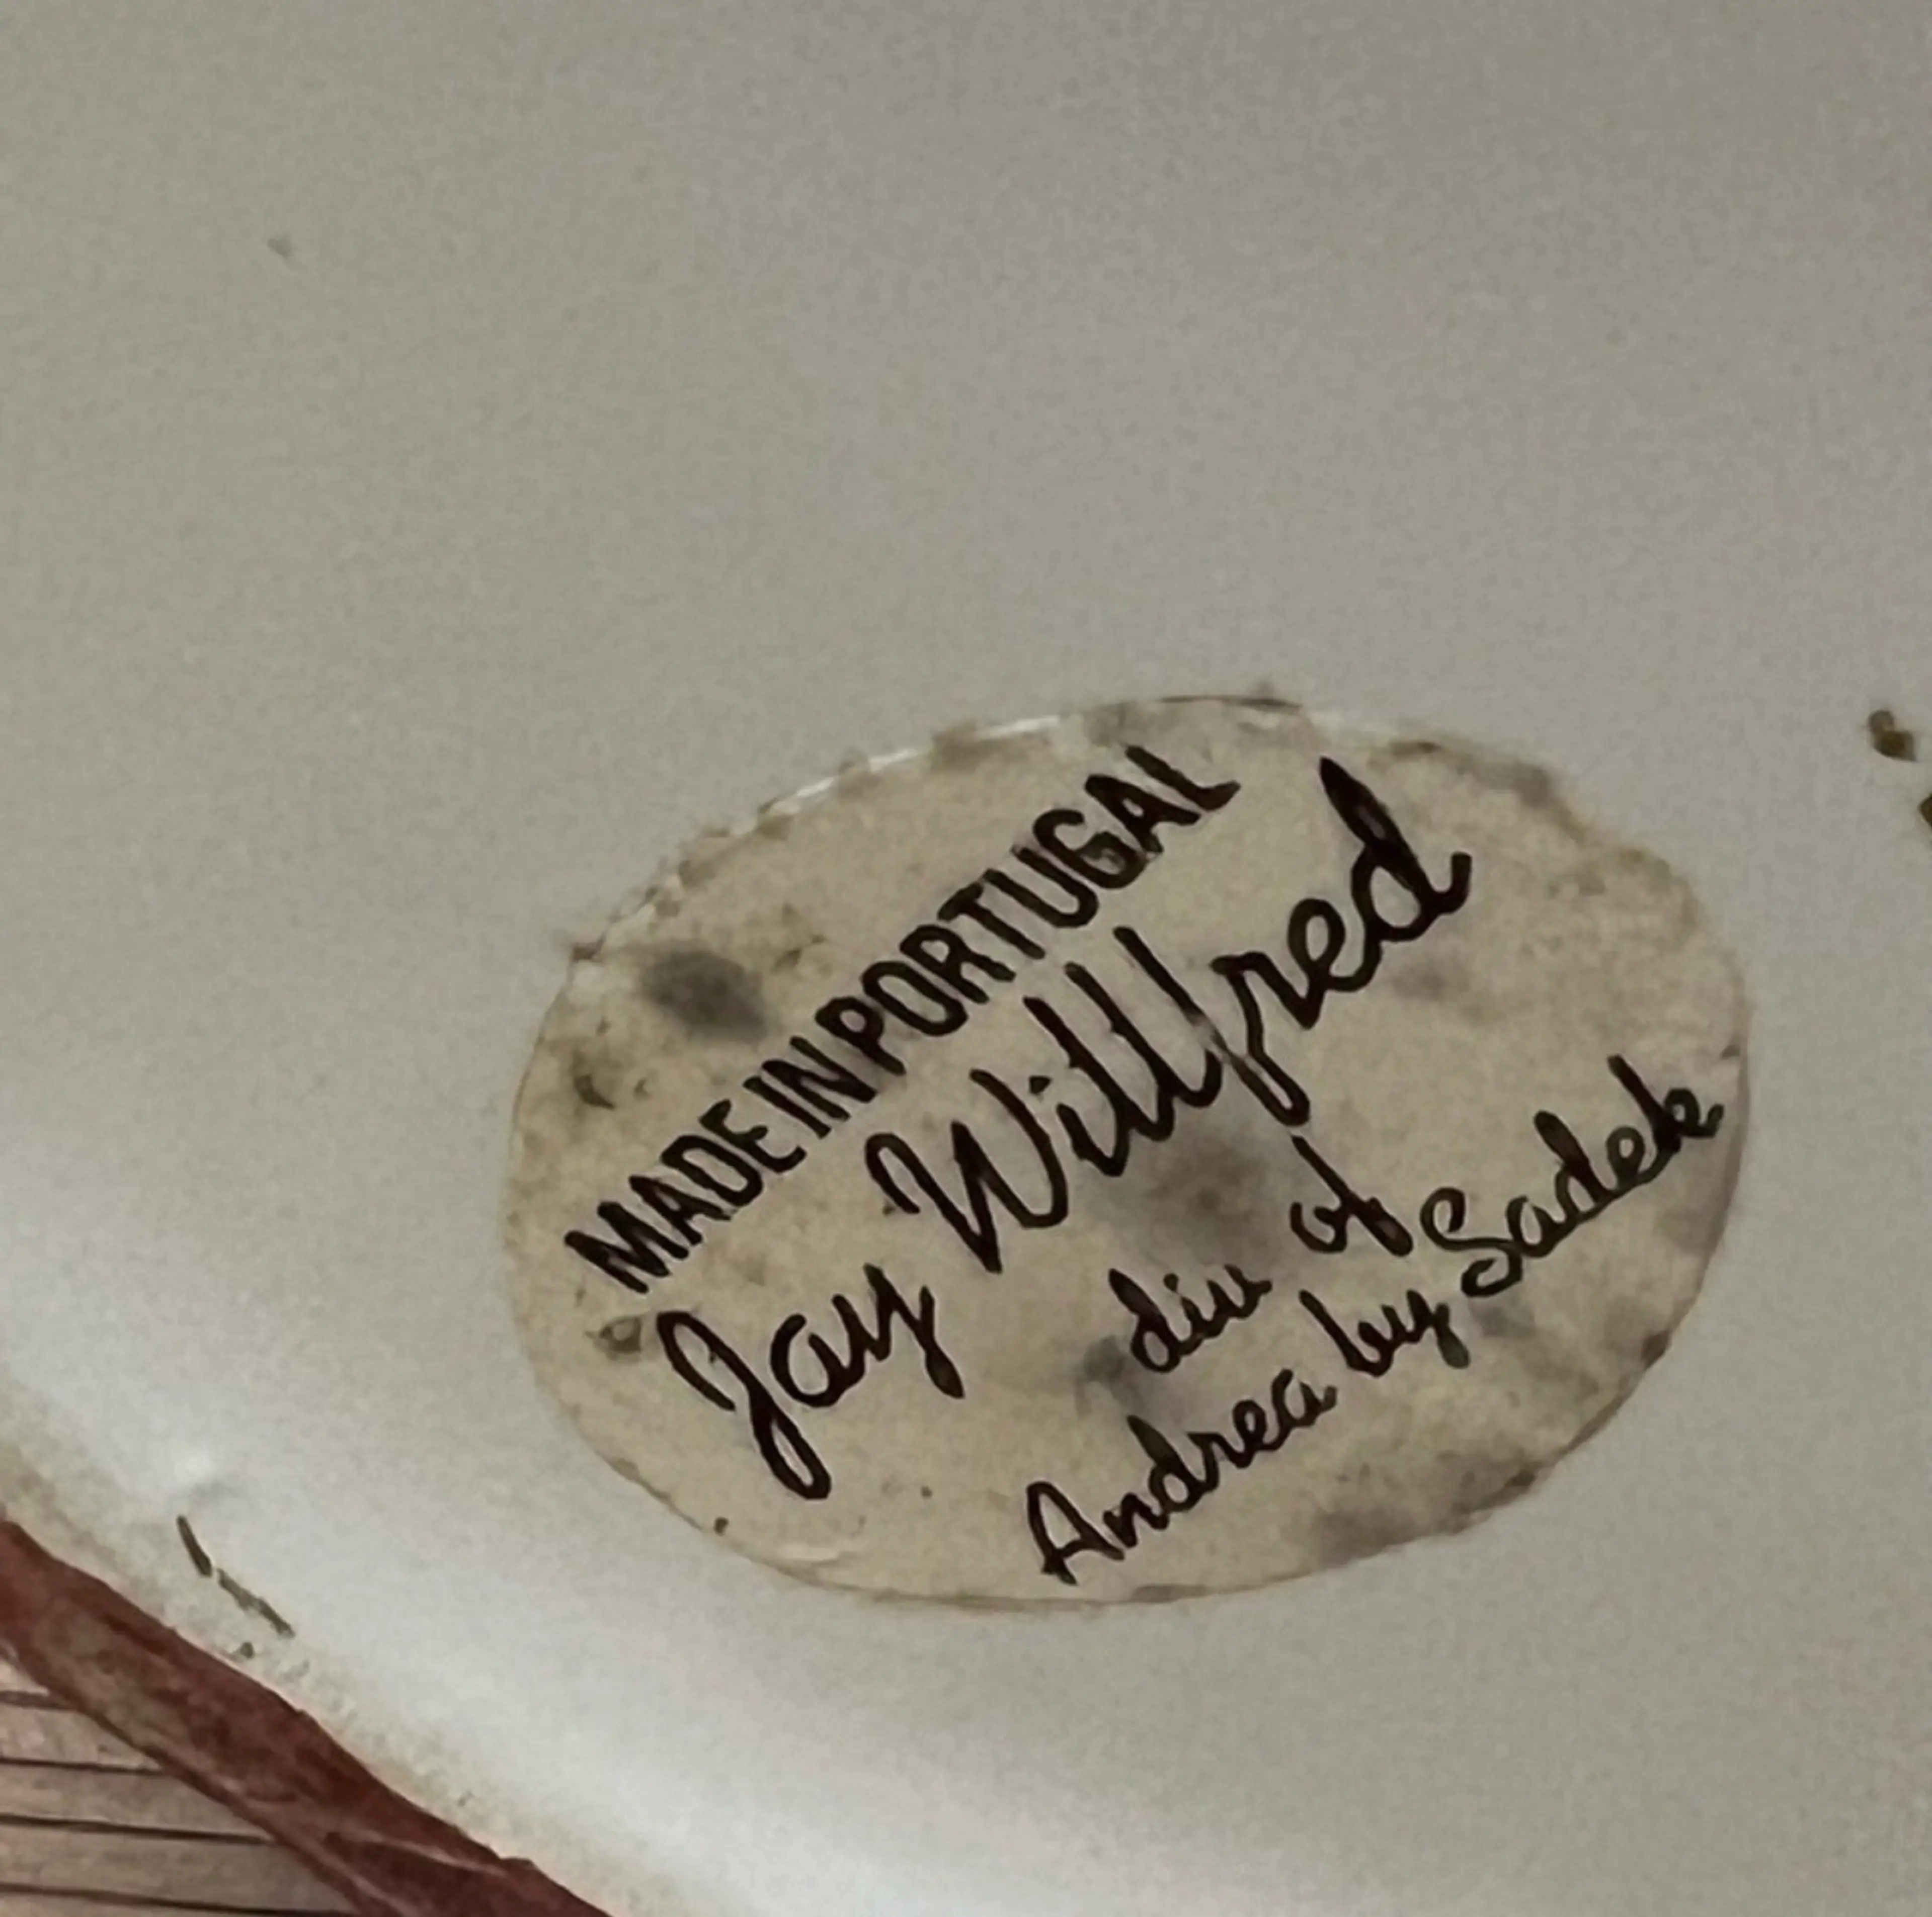 MADE IN PORTUGAL
Jay Willfred
div of
Andrea by Sadek